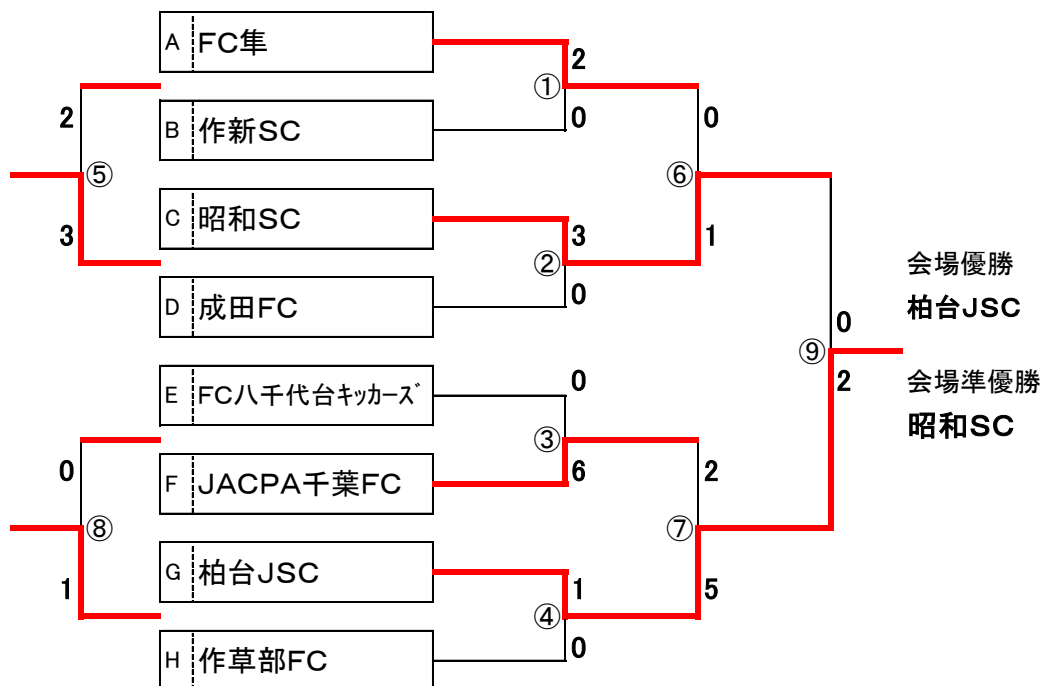 A FC隼
2
①
2
0
0
B 作新SC
⑤
⑥
C 昭和SC
3
3
1
②
会場優勝
0
D 成田FC
柏台JSC
0
⑨
E FC八千代台キッカーズ
0
2
会場準優勝
昭和SC
③
0
6
2
F JACPA千葉FC
⑧
⑦
G 柏台JSC
1
1
5
④
0
H 作草部FC